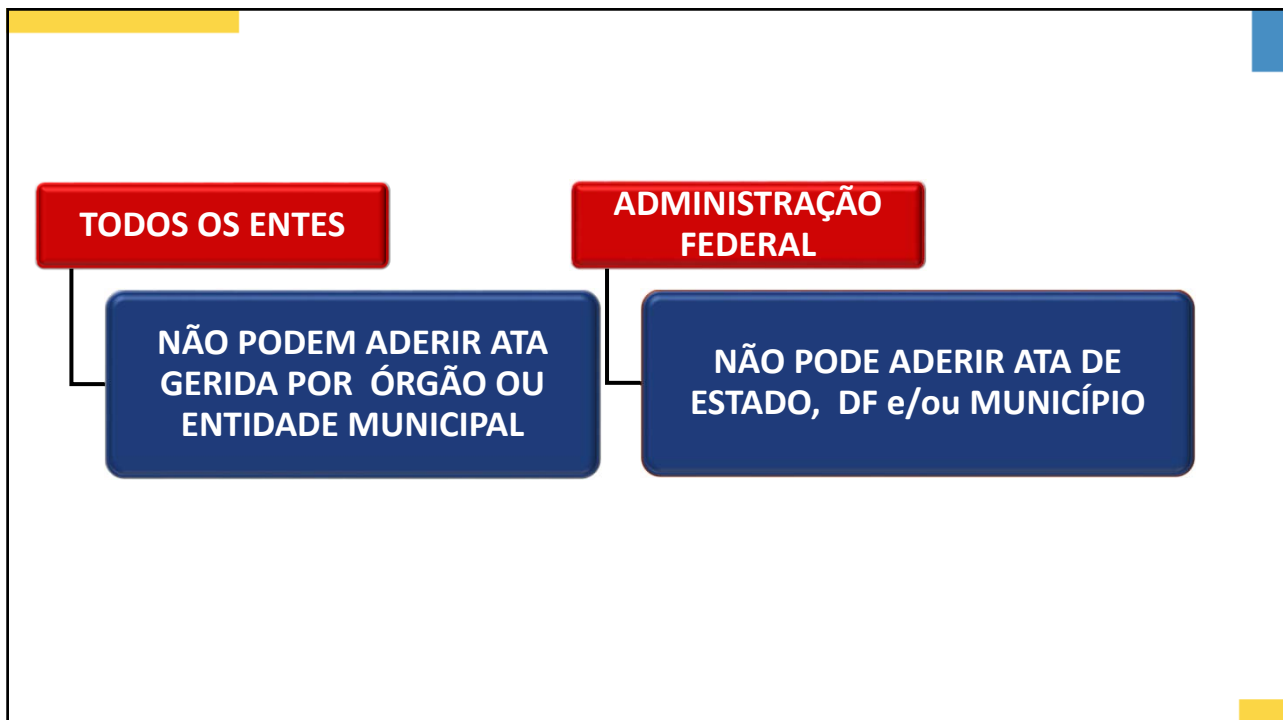 TODOS OS ENTES
NÃO PODEM ADERIR ATA
GERIDA POR ÓRGÃO OU
ENTIDADE MUNICIPAL
ADMINISTRAÇÃO
FEDERAL
NÃO PODE ADERIR ATA DE
ESTADO, DF e/ou MUNICÍPIO